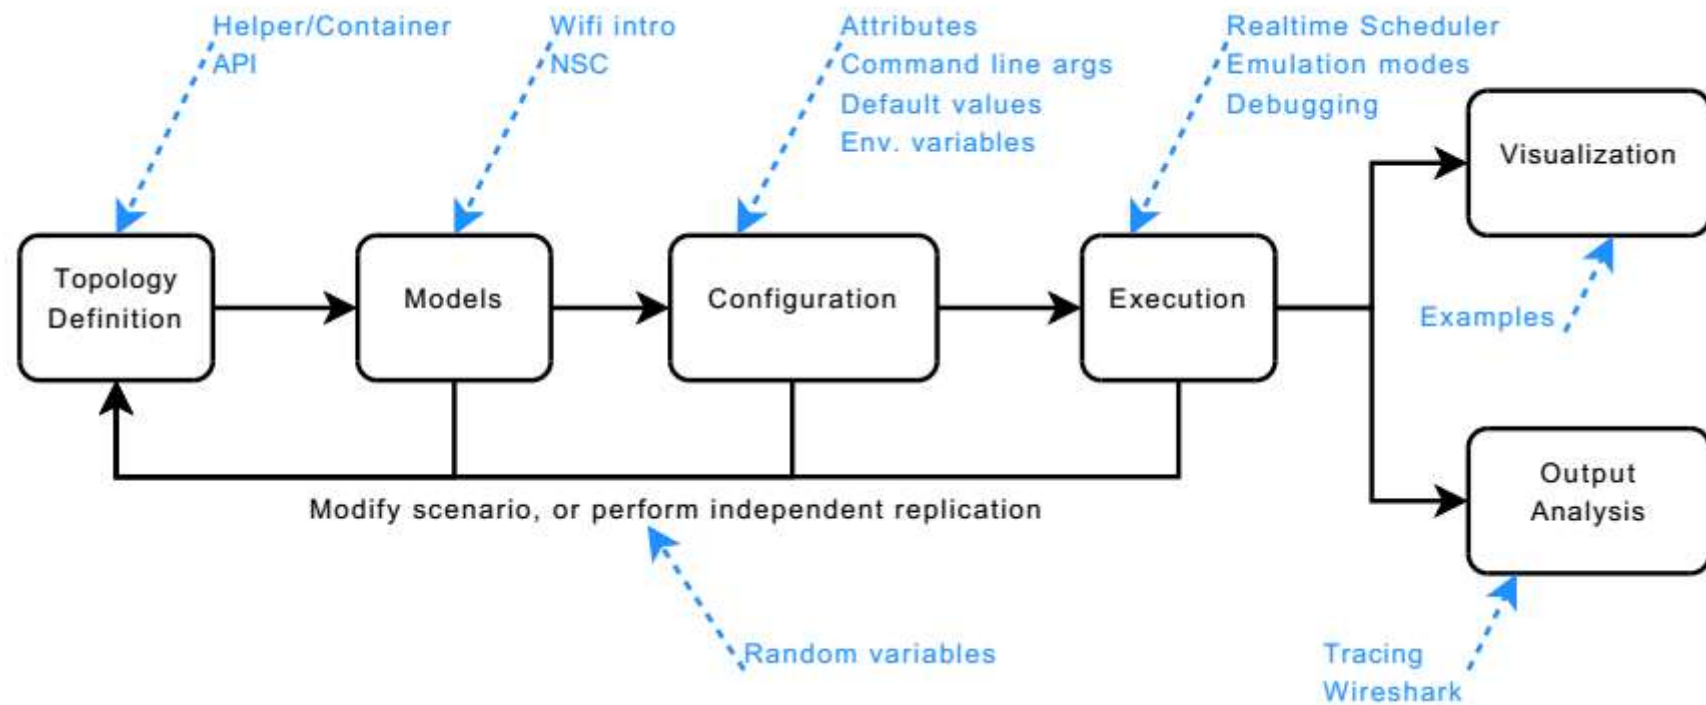 Helper/Container
API
Wifi intro
NSC
Attributes
Command line args
Default values
Env. variables
Realtime Scheduler
Emulation modes
Debugging
Visualization
Topology
Definition
Models
Configuration
Execution
Examples
Modify scenario, or perform independent replication
Output
Analysis
Random variables
Tracing
Wireshark